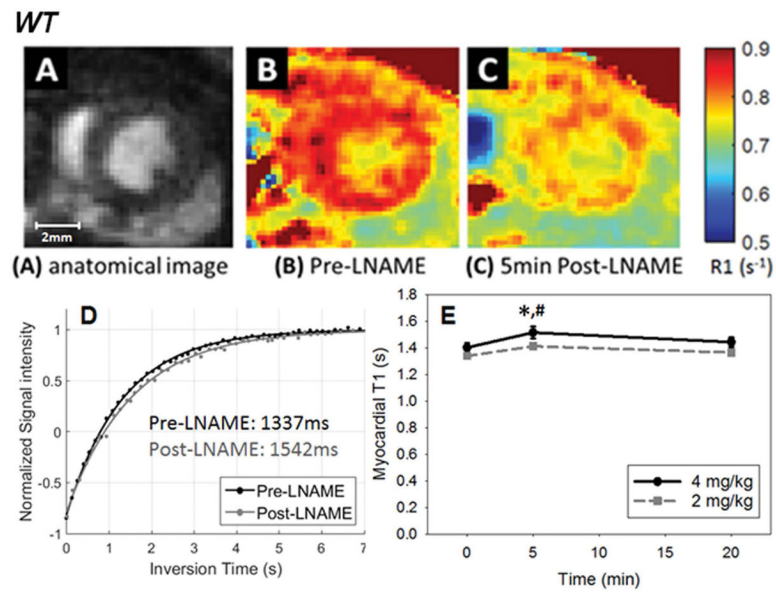 WT
A
2mm
(A) anatomical image
B
(B) Pre-LNAME
C
(C) 5min Post-LNAME
0.9
0.8
0.7
0.6
0.5
R1 (s-1)
D
Normalized Signal intensity
1
0.5
0
-0.5
-1
Pre-LNAME: 1337ms
Post-LNAME: 1542ms
Pre-LNAME
Post-LNAME
0 1 2 3 4 5 6 7
Inversion Time (s)
E
*,#
Myocardial T1 (s)
1.8
1.6
1.4
1.2
1.0
0.8
0.6
0.4
0.2
0.0
4 mg/kg
2 mg/kg
0 5 10 15 20
Time (min)